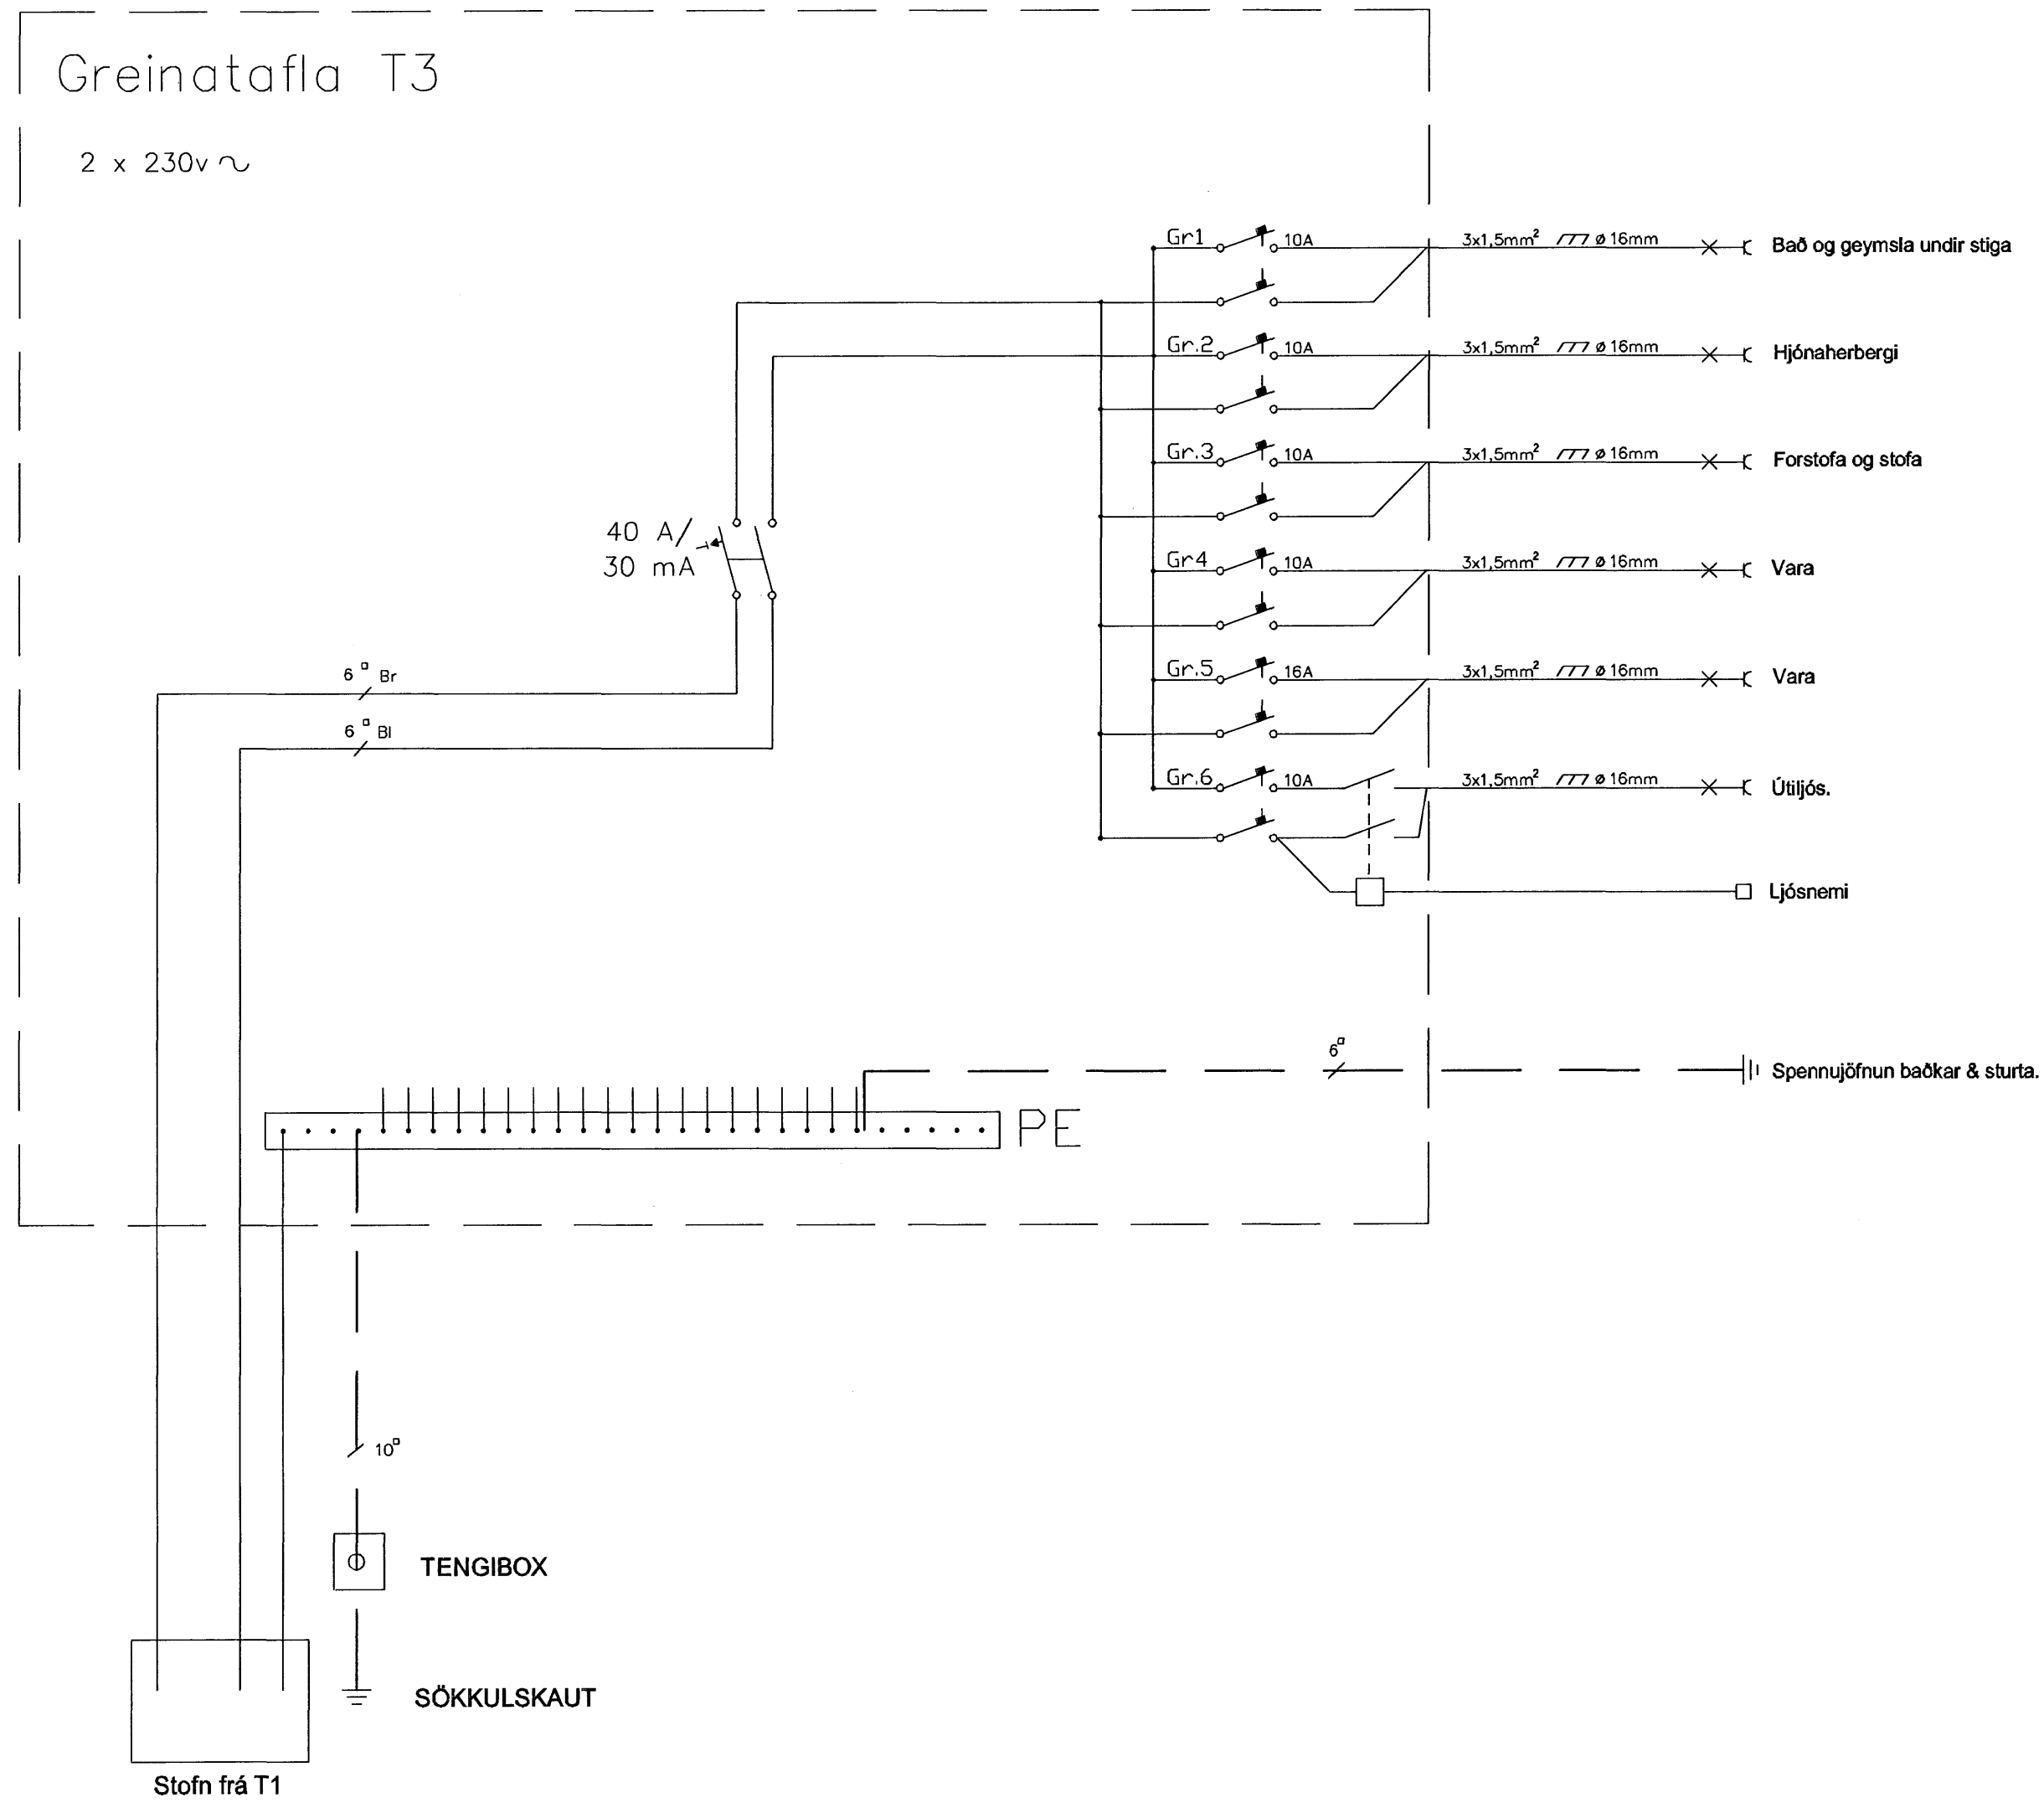 Greinatafla T3
2 x 230v ~
Gr1 10A 3x1,5mm² ø 16mm Bað og geymsla undir stiga
Gr.2 10A 3x1,5mm² ø 16mm Hjónaherbergi
Gr.3 10A 3x1,5mm² ø 16mm Forstofa og stofa
40 A/
30 mA
Gr4 10A 3x1,5mm² ø 16mm Vara
6 □ Br
Gr.5 16A 3x1,5mm² ø 16mm Vara
6 □ Bl
Gr.6 10A 3x1,5mm² ø 16mm Útiljós.
Ljósnemi
6□
Spennujöfnun baðkar & sturta.
PE
10□
TENGIBOX
SÖKKULSKAUT
Stofn frá T1